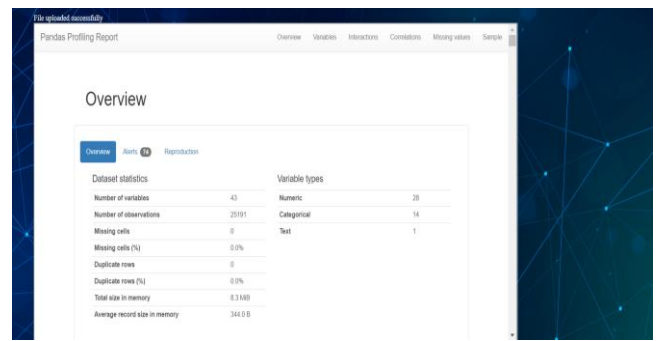 File uploaded successfully
Pandas Profiling Report Overview Variables Interactions Correlations Missing values Sample
Overview
Overview Alerts 74 Reproduction
Dataset statistics Variable types
Number of variables 43 Numeric 28
Number of observations 25191 Categorical 14
Missing cells 0 Text 1
Missing cells (%) 0.0%
Duplicate rows 0
Duplicate rows (%) 0.0%
Total size in memory 8.3 MiB
Average record size in memory 344.0 B